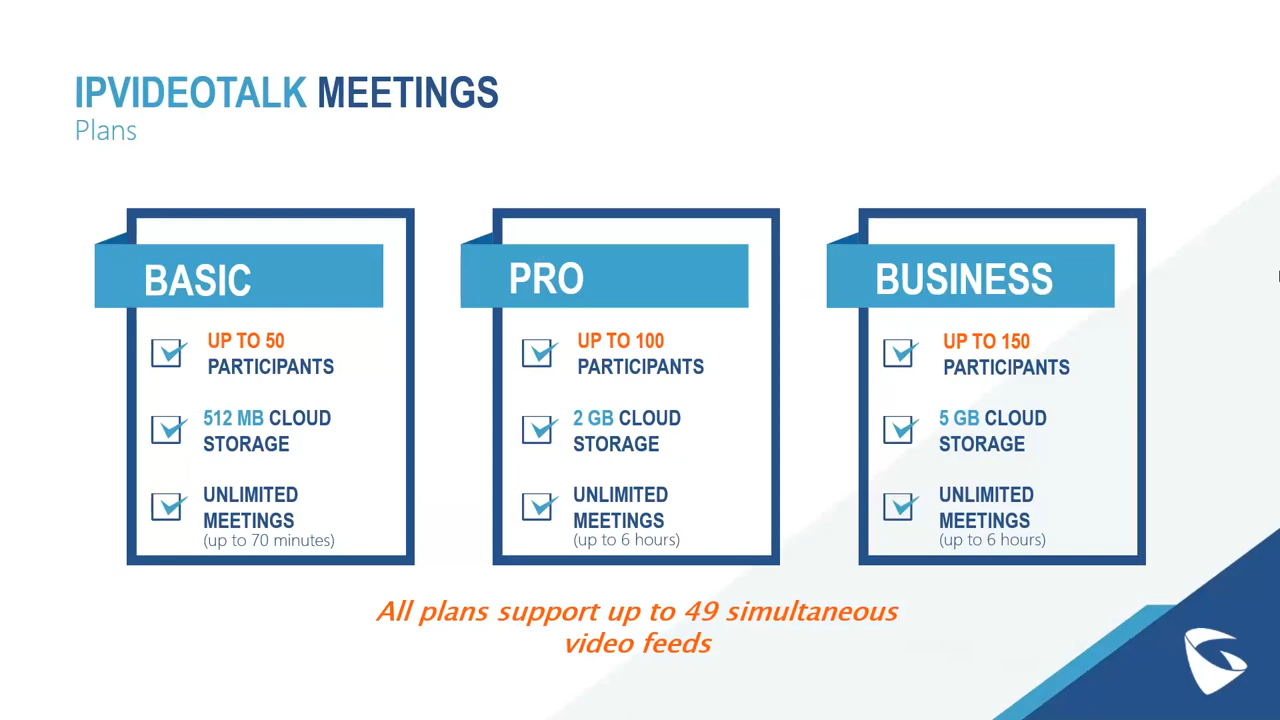 IPVIDEOTALK MEETINGS
Plans
BASIC
UP TO 50
PARTICIPANTS
512 MB CLOUD
STORAGE
UNLIMITED
MEETINGS
(up to 70 minutes)
PRO
UP TO 100
PARTICIPANTS
2 GB CLOUD
STORAGE
UNLIMITED
MEETINGS
(up to 6 hours)
BUSINESS
UP TO 150
PARTICIPANTS
5 GB CLOUD
STORAGE
UNLIMITED
MEETINGS
(up to 6 hours)
All plans support up to 49 simultaneous
video feeds